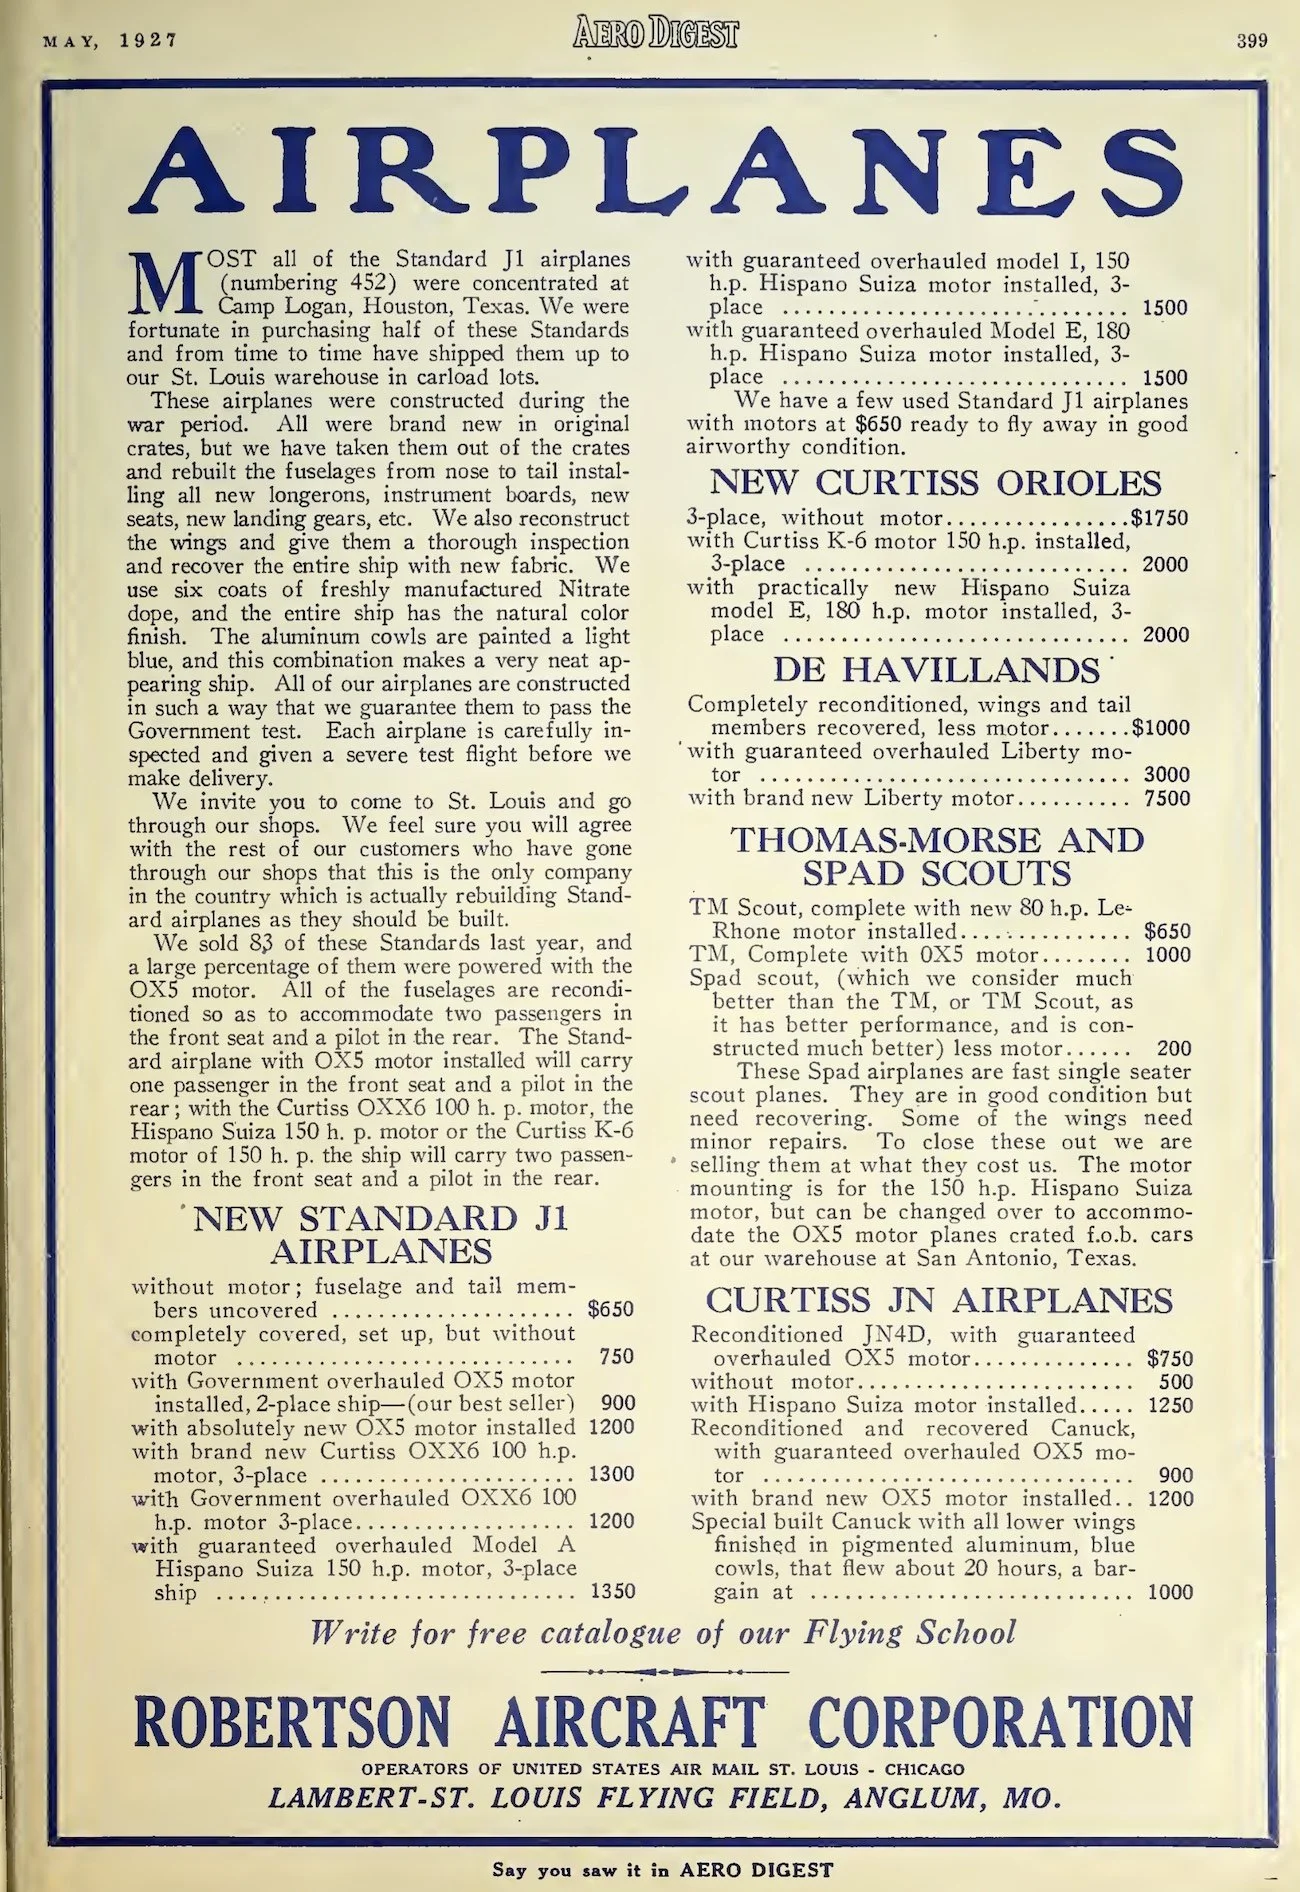 MAY, 1927
AERO DIGEST
399
AIRPLANES
MOST all of the Standard J1 airplanes
(numbering 452) were concentrated at
Camp Logan, Houston, Texas. We were
fortunate in purchasing half of these Standards
and from time to time have shipped them up to
our St. Louis warehouse in carload lots.
These airplanes were constructed during the
war period. All were brand new in original
crates, but we have taken them out of the crates
and rebuilt the fuselages from nose to tail instal-
ling all new longerons, instrument boards, new
seats, new landing gears, etc. We also reconstruct
the wings and give them a thorough inspection
and recover the entire ship with new fabric. We
use six coats of freshly manufactured Nitrate
dope, and the entire ship has the natural color
finish. The aluminum cowls are painted a light
blue, and this combination makes a very neat ap-
pearing ship. All of our airplanes are constructed
in such a way that we guarantee them to pass the
Government test. Each airplane is carefully in-
spected and given a severe test flight before we
make delivery.
We invite you to come to St. Louis and go
through our shops. We feel sure you will agree
with the rest of our customers who have gone
through our shops that this is the only company
in the country which is actually rebuilding Stand-
ard airplanes as they should be built.
We sold 83 of these Standards last year, and
a large percentage of them were powered with the
OX5 motor. All of the fuselages are recondi-
tioned so as to accommodate two passengers in
the front seat and a pilot in the rear. The Stand-
ard airplane with OX5 motor installed will carry
one passenger in the front seat and a pilot in the
rear; with the Curtiss OXX6 100 h. p. motor, the
Hispano Suiza 150 h. p. motor or the Curtiss K-6
motor of 150 h. p. the ship will carry two passen-
gers in the front seat and a pilot in the rear.
NEW STANDARD J1
AIRPLANES
without motor; fuselage and tail mem-
bers uncovered ..................... $650
completely covered, set up, but without
motor ............................. 750
with Government overhauled OX5 motor
installed, 2-place ship—(our best seller) 900
with absolutely new OX5 motor installed 1200
with brand new Curtiss OXX6 100 h.p.
motor, 3-place ...................... 1300
with Government overhauled OXX6 100
h.p. motor 3-place................... 1200
with guaranteed overhauled Model A
Hispano Suiza 150 h.p. motor, 3-place
ship ............................... 1350
with guaranteed overhauled model I, 150
h.p. Hispano Suiza motor installed, 3-
place .............................. 1500
with guaranteed overhauled Model E, 180
h.p. Hispano Suiza motor installed, 3-
place .............................. 1500
We have a few used Standard J1 airplanes
with motors at $650 ready to fly away in good
airworthy condition.
NEW CURTISS ORIOLES
3-place, without motor................$1750
with Curtiss K-6 motor 150 h.p. installed,
3-place ............................ 2000
with practically new Hispano Suiza
model E, 180 h.p. motor installed, 3-
place .............................. 2000
DE HAVILLANDS
Completely reconditioned, wings and tail
members recovered, less motor.......$1000
with guaranteed overhauled Liberty mo-
tor ................................ 3000
with brand new Liberty motor.......... 7500
THOMAS-MORSE AND
SPAD SCOUTS
TM Scout, complete with new 80 h.p. Le-
Rhone motor installed............... $650
TM, Complete with OX5 motor........ 1000
Spad scout, (which we consider much
better than the TM, or TM Scout, as
it has better performance, and is con-
structed much better) less motor...... 200
These Spad airplanes are fast single seater
scout planes. They are in good condition but
need recovering. Some of the wings need
minor repairs. To close these out we are
selling them at what they cost us. The motor
mounting is for the 150 h.p. Hispano Suiza
motor, but can be changed over to accommo-
date the OX5 motor planes crated f.o.b. cars
at our warehouse at San Antonio, Texas.
CURTISS JN AIRPLANES
Reconditioned JN4D, with guaranteed
overhauled OX5 motor.............. $750
without motor........................ 500
with Hispano Suiza motor installed..... 1250
Reconditioned and recovered Canuck,
with guaranteed overhauled OX5 mo-
tor ................................ 900
with brand new OX5 motor installed.. 1200
Special built Canuck with all lower wings
finished in pigmented aluminum, blue
cowls, that flew about 20 hours, a bar-
gain at ............................ 1000
Write for free catalogue of our Flying School
ROBERTSON AIRCRAFT CORPORATION
OPERATORS OF UNITED STATES AIR MAIL ST. LOUIS - CHICAGO
LAMBERT-ST. LOUIS FLYING FIELD, ANGLUM, MO.
Say you saw it in AERO DIGEST